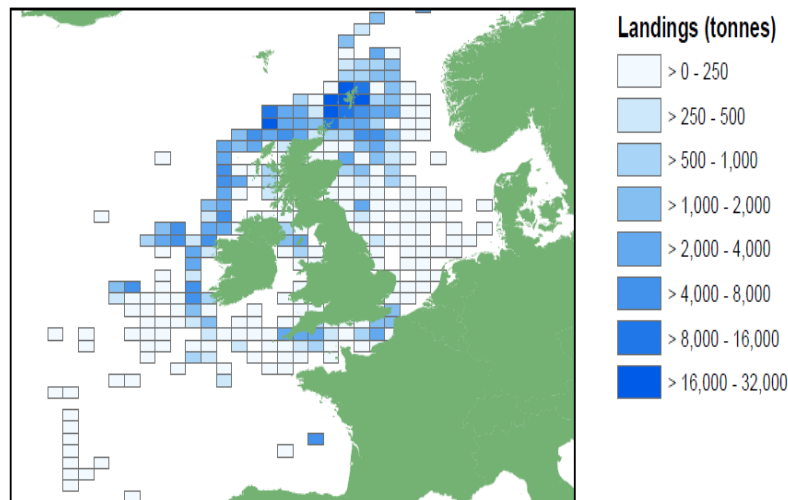 Landings (tonnes)
> 0 - 250
> 250 - 500
> 500 - 1,000
> 1,000 - 2,000
> 2,000 - 4,000
> 4,000 - 8,000
> 8,000 - 16,000
> 16,000 - 32,000